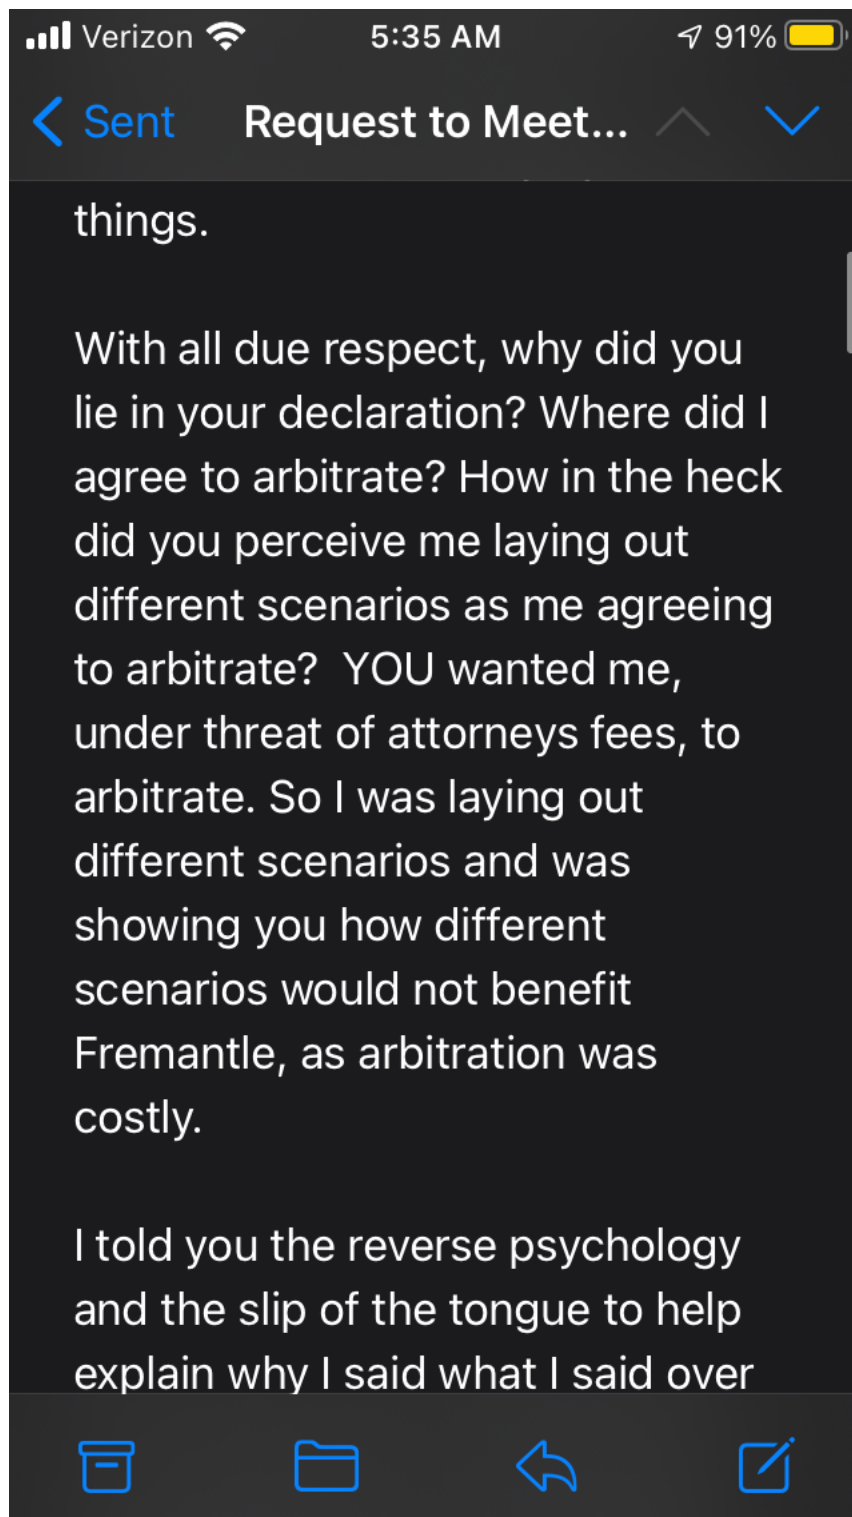 Verizon 5:35 AM 91%
Sent Request to Meet...
things.
With all due respect, why did you
lie in your declaration? Where did I
agree to arbitrate? How in the heck
did you perceive me laying out
different scenarios as me agreeing
to arbitrate?  YOU wanted me,
under threat of attorneys fees, to
arbitrate. So I was laying out
different scenarios and was
showing you how different
scenarios would not benefit
Fremantle, as arbitration was
costly.
I told you the reverse psychology
and the slip of the tongue to help
explain why I said what I said over